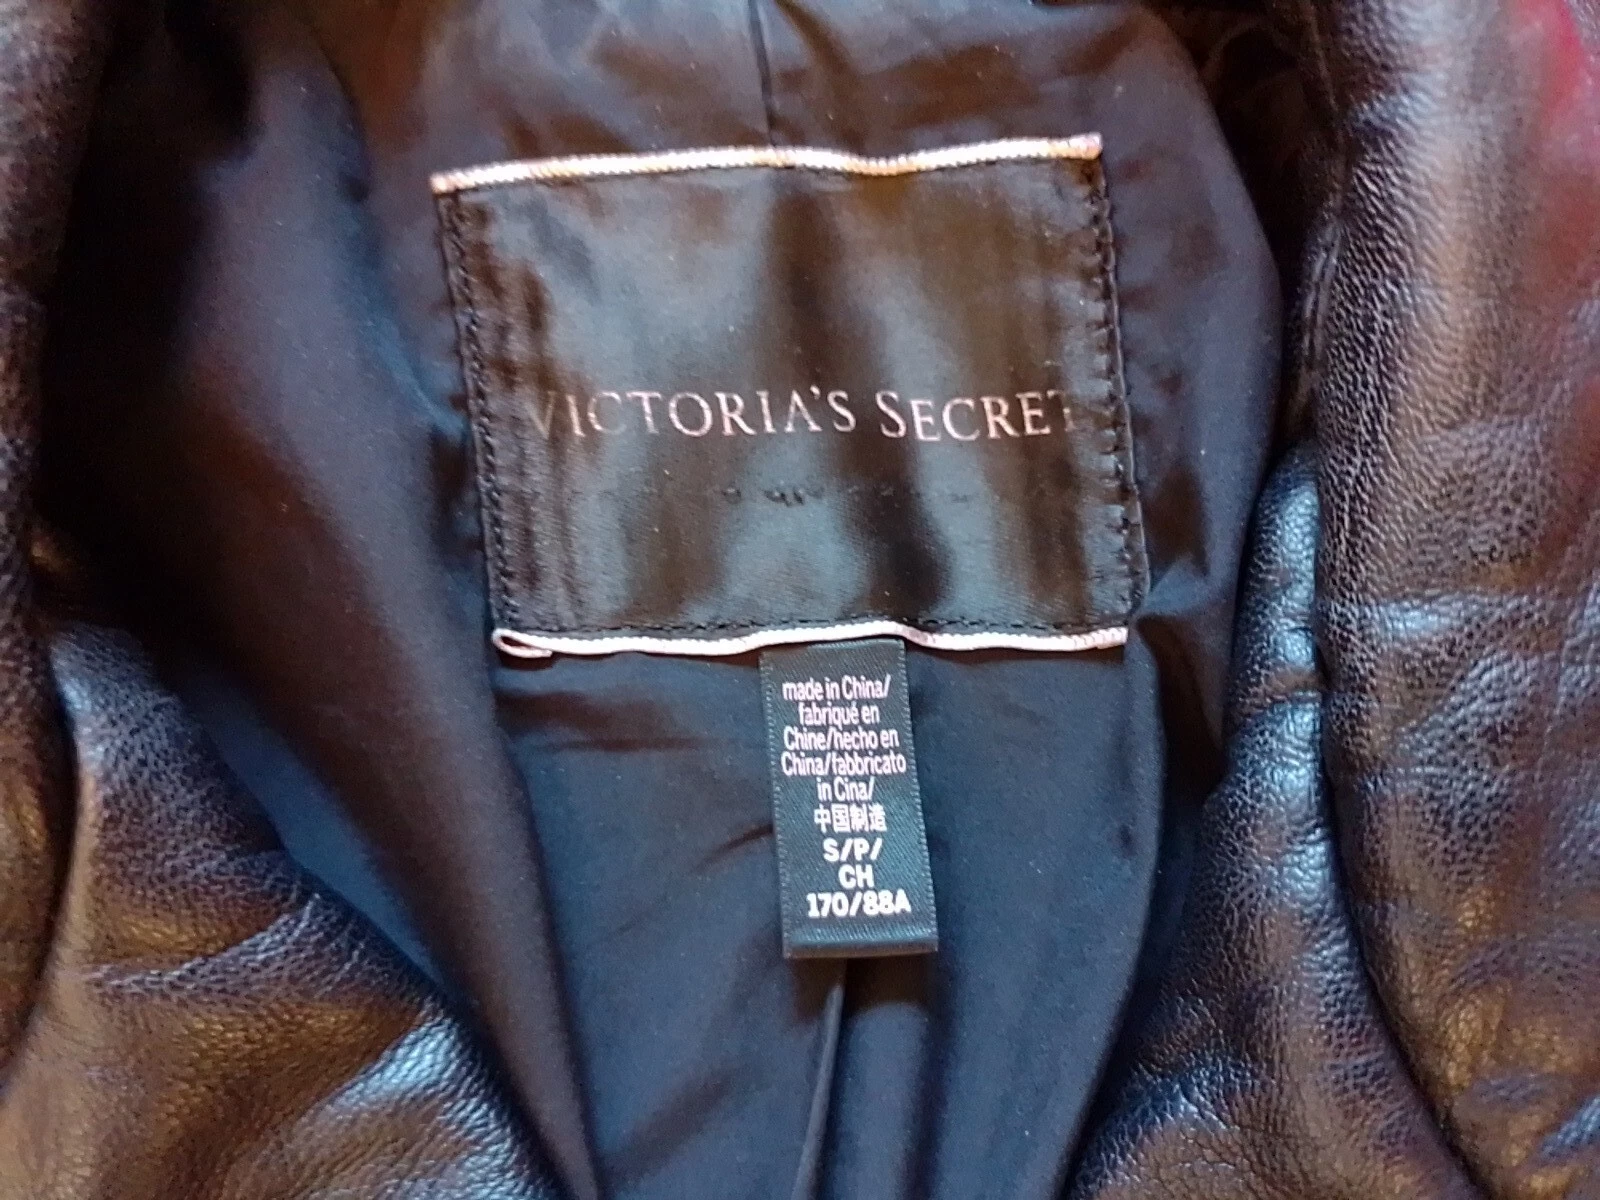 VICTORIA'S SECRET
made in China/
fabriqué en
Chine/hecho en
China/fabbricato
in Cina/
中国制造
S/P/
CH
170/88A